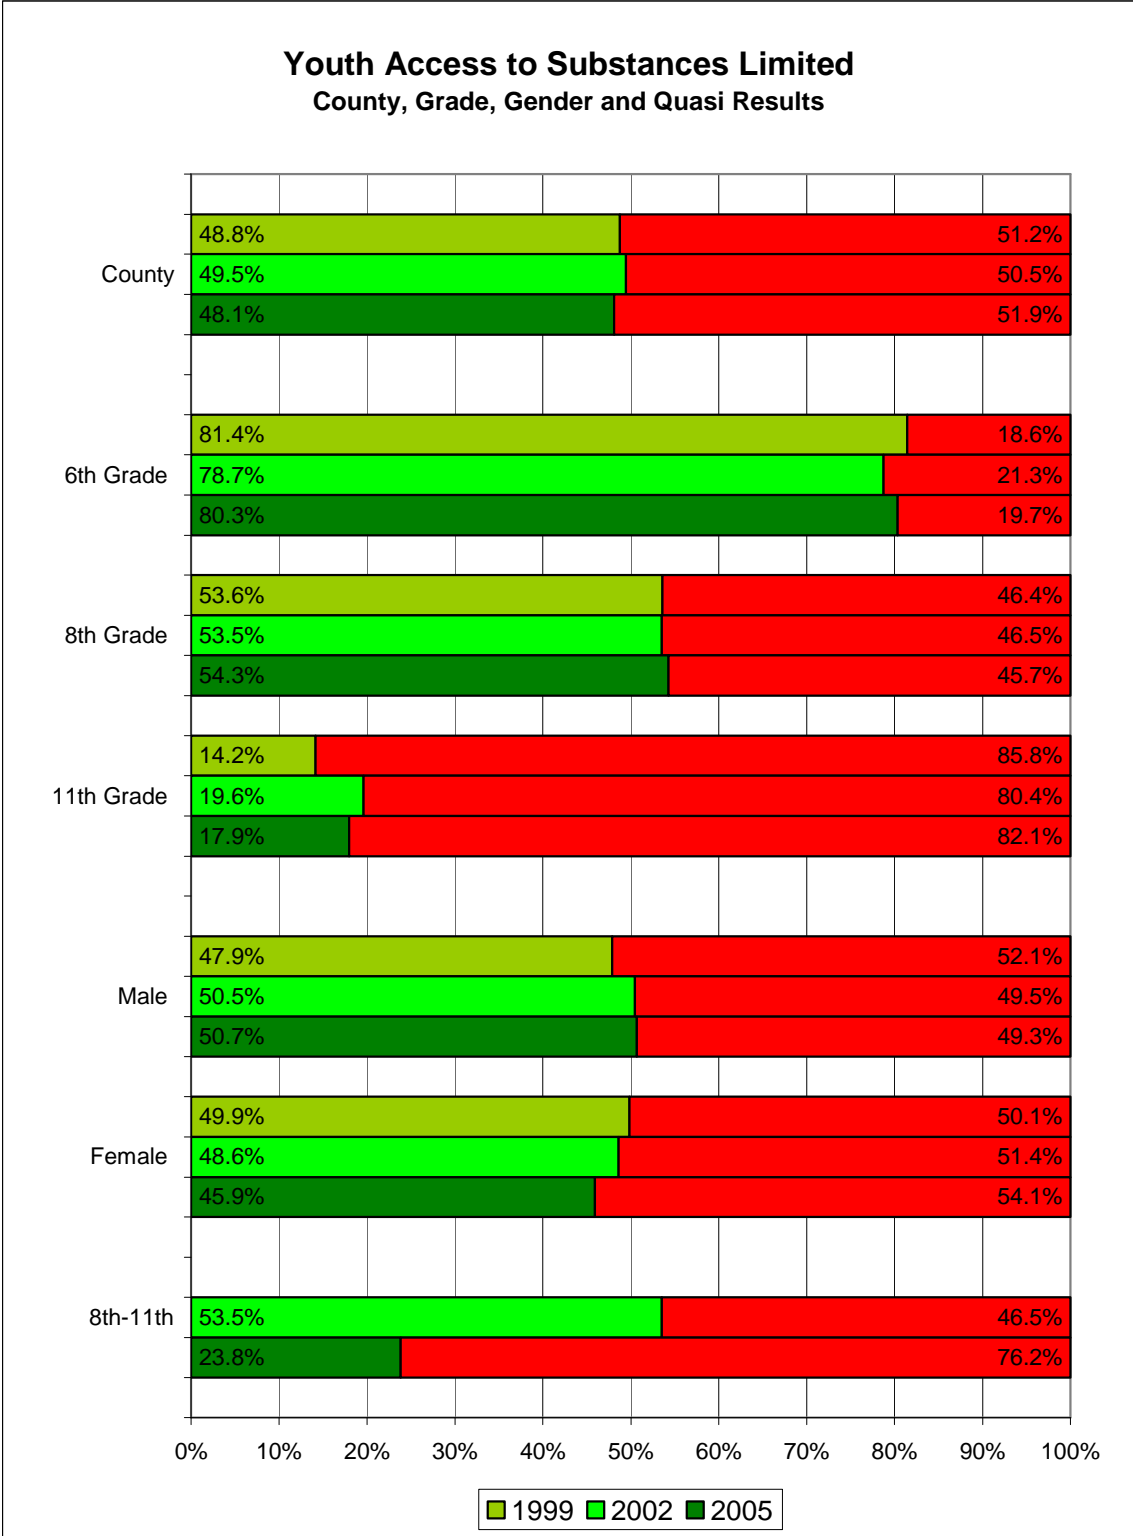 Youth Access to Substances Limited
County, Grade, Gender and Quasi Results
48.8% 51.2%
County 49.5% 50.5%
48.1% 51.9%
81.4% 18.6%
6th Grade 78.7% 21.3%
80.3% 19.7%
53.6% 46.4%
8th Grade 53.5% 46.5%
54.3% 45.7%
14.2% 85.8%
11th Grade 19.6% 80.4%
17.9% 82.1%
47.9% 52.1%
Male 50.5% 49.5%
50.7% 49.3%
49.9% 50.1%
Female 48.6% 51.4%
45.9% 54.1%
8th-11th 53.5% 46.5%
23.8% 76.2%
0% 10% 20% 30% 40% 50% 60% 70% 80% 90% 100%
1999 2002 2005